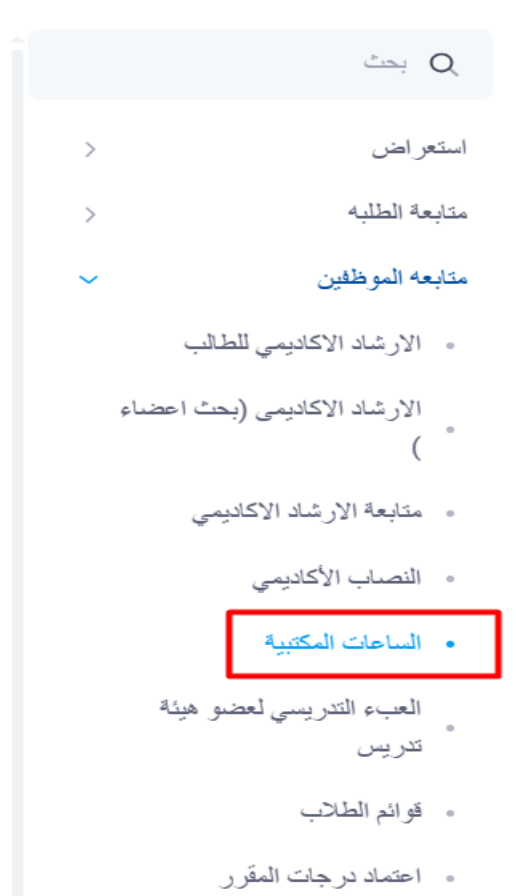 بحث
استعراض
متابعة الطلبه
متابعه الموظفين
الارشاد الاكاديمي للطالب
الارشاد الاكاديمى (بحث اعضاء
)
متابعة الارشاد الاكاديمي
النصاب الأكاديمي
الساعات المكتبية
العبء التدريسي لعضو هيئة
تدريس
قوائم الطلاب
اعتماد درجات المقرر